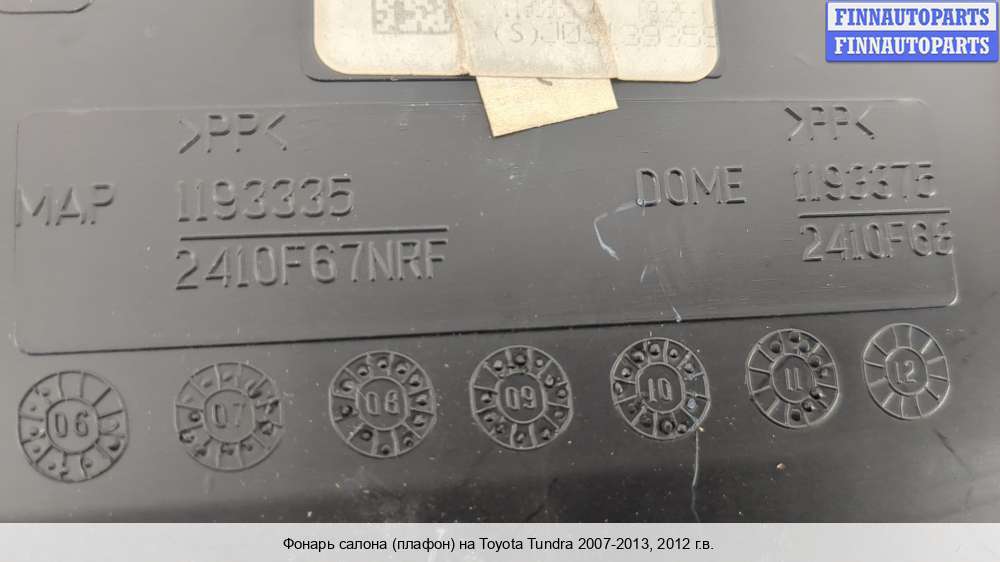 FINNAUTOPARTS
FINNAUTOPARTS
>PP<
>PP<
MAP
1193335
DOME
1193375
2410F67NRF
2410F66
06
07
08
09
10
11
12
Фонарь салона (плафон) на Toyota Tundra 2007-2013, 2012 г.в.